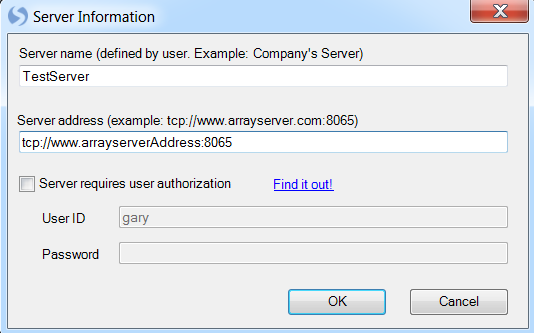 Server Information
Server name (defined by user. Example: Company's Server)
TestServer
Server address (example: tcp://www.arrayserver.com:8065)
tcp://www.arrayserverAddress:8065
Server requires user authorization Find it out!
User ID gary
Password
OK Cancel